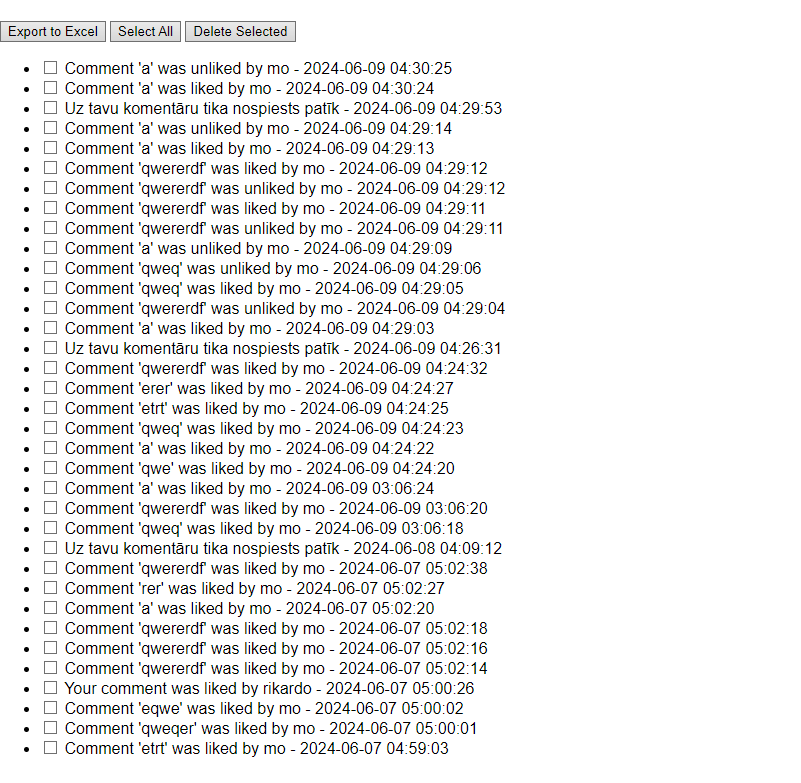 Export to Excel Select All Delete Selected
Comment 'a' was unliked by mo - 2024-06-09 04:30:25
Comment 'a' was liked by mo - 2024-06-09 04:30:24
Uz tavu komentāru tika nospiests patīk - 2024-06-09 04:29:53
Comment 'a' was unliked by mo - 2024-06-09 04:29:14
Comment 'a' was liked by mo - 2024-06-09 04:29:13
Comment 'qwererdf' was liked by mo - 2024-06-09 04:29:12
Comment 'qwererdf' was unliked by mo - 2024-06-09 04:29:12
Comment 'qwererdf' was liked by mo - 2024-06-09 04:29:11
Comment 'qwererdf' was unliked by mo - 2024-06-09 04:29:11
Comment 'a' was unliked by mo - 2024-06-09 04:29:09
Comment 'qweq' was unliked by mo - 2024-06-09 04:29:06
Comment 'qweq' was liked by mo - 2024-06-09 04:29:05
Comment 'qwererdf' was unliked by mo - 2024-06-09 04:29:04
Comment 'a' was liked by mo - 2024-06-09 04:29:03
Uz tavu komentāru tika nospiests patīk - 2024-06-09 04:26:31
Comment 'qwererdf' was liked by mo - 2024-06-09 04:24:32
Comment 'erer' was liked by mo - 2024-06-09 04:24:27
Comment 'etrt' was liked by mo - 2024-06-09 04:24:25
Comment 'qweq' was liked by mo - 2024-06-09 04:24:23
Comment 'a' was liked by mo - 2024-06-09 04:24:22
Comment 'qwe' was liked by mo - 2024-06-09 04:24:20
Comment 'a' was liked by mo - 2024-06-09 03:06:24
Comment 'qwererdf' was liked by mo - 2024-06-09 03:06:20
Comment 'qweq' was liked by mo - 2024-06-09 03:06:18
Uz tavu komentāru tika nospiests patīk - 2024-06-08 04:09:12
Comment 'qwererdf' was liked by mo - 2024-06-07 05:02:38
Comment 'rer' was liked by mo - 2024-06-07 05:02:27
Comment 'a' was liked by mo - 2024-06-07 05:02:20
Comment 'qwererdf' was liked by mo - 2024-06-07 05:02:18
Comment 'qwererdf' was liked by mo - 2024-06-07 05:02:16
Comment 'qwererdf' was liked by mo - 2024-06-07 05:02:14
Your comment was liked by rikardo - 2024-06-07 05:00:26
Comment 'eqwe' was liked by mo - 2024-06-07 05:00:02
Comment 'qweqer' was liked by mo - 2024-06-07 05:00:01
Comment 'etrt' was liked by mo - 2024-06-07 04:59:03